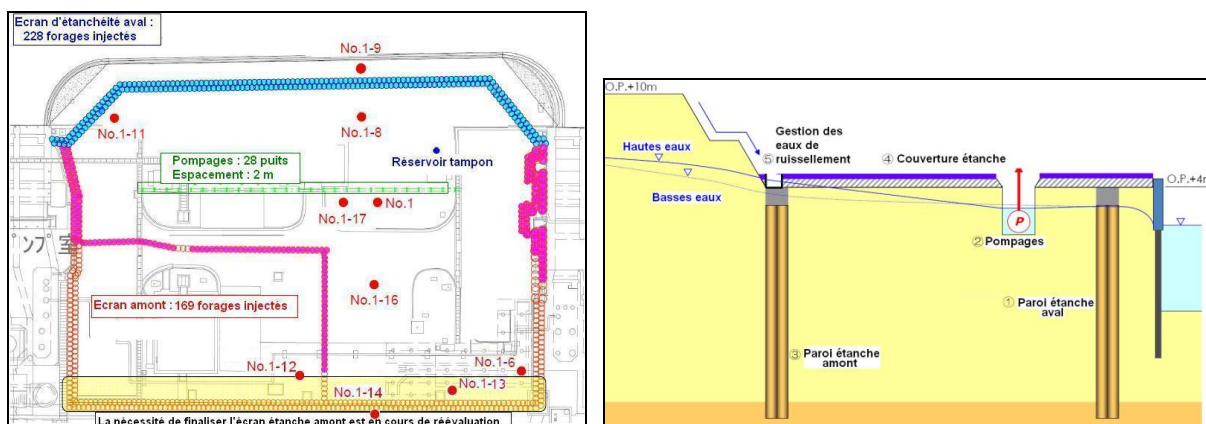 Ecran d'étanchéité aval :
228 forages injectés
No.1-9
No.1-11
No.1-8
Pompages : 28 puits
Espacement : 2 m
Réservoir tampon
No.1-17
No.1
ンプ室
Ecran amont : 169 forages injectés
No.1-16
No.1-12
No.1-6
No.1-13
No.1-14
La nécessité de finaliser l'écran étanche amont est en cours de réévaluation
O.P.+10m
Hautes eaux
Basses eaux
⑤ Gestion des
eaux de
ruissellement
④ Couverture étanche
O.P.+4m
P
② Pompages
① Paroi étanche
aval
③ Paroi étanche
amont